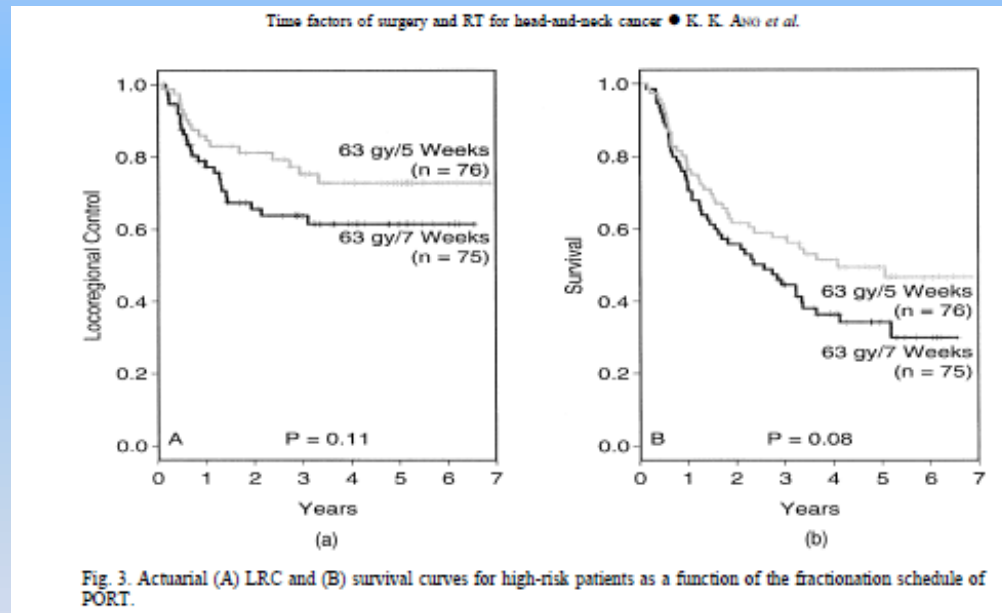 Time factors of surgery and RT for head-and-neck cancer ● K. K. ANG et al.
1.0
0.8
0.6
0.4
0.2
0.0
Locoregional Control
63 gy/5 Weeks
(n = 76)
63 gy/7 Weeks
(n = 75)
A
P = 0.11
0 1 2 3 4 5 6 7
Years
(a)
1.0
0.8
0.6
0.4
0.2
0.0
Survival
63 gy/5 Weeks
(n = 76)
63 gy/7 Weeks
(n = 75)
B
P = 0.08
0 1 2 3 4 5 6 7
Years
(b)
Fig. 3. Actuarial (A) LRC and (B) survival curves for high-risk patients as a function of the fractionation schedule of
PORT.